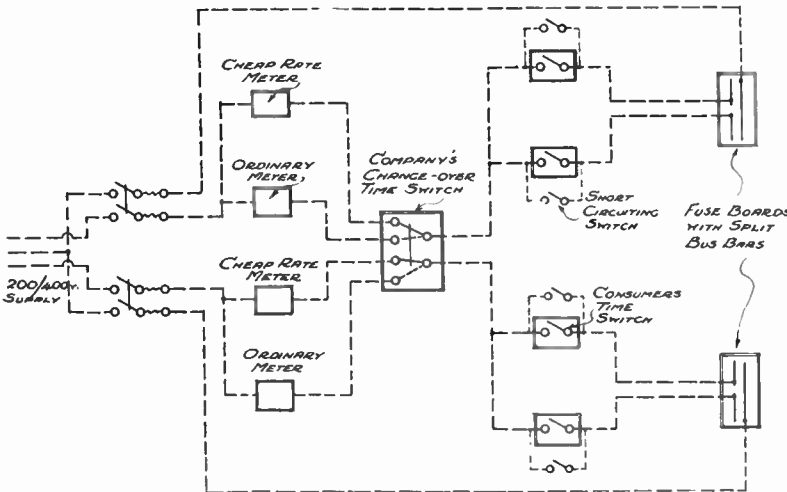 CHEAP RATE
METER
ORDINARY
METER,
COMPANY'S
CHANGE-OVER
TIME SWITCH
SHORT
CIRCUITING
SWITCH
FUSE BOARDS
WITH SPLIT
BUS BARS
200/400V.
SUPPLY
CHEAP RATE
METER
CONSUMERS
TIME
SWITCH
ORDINARY
METER